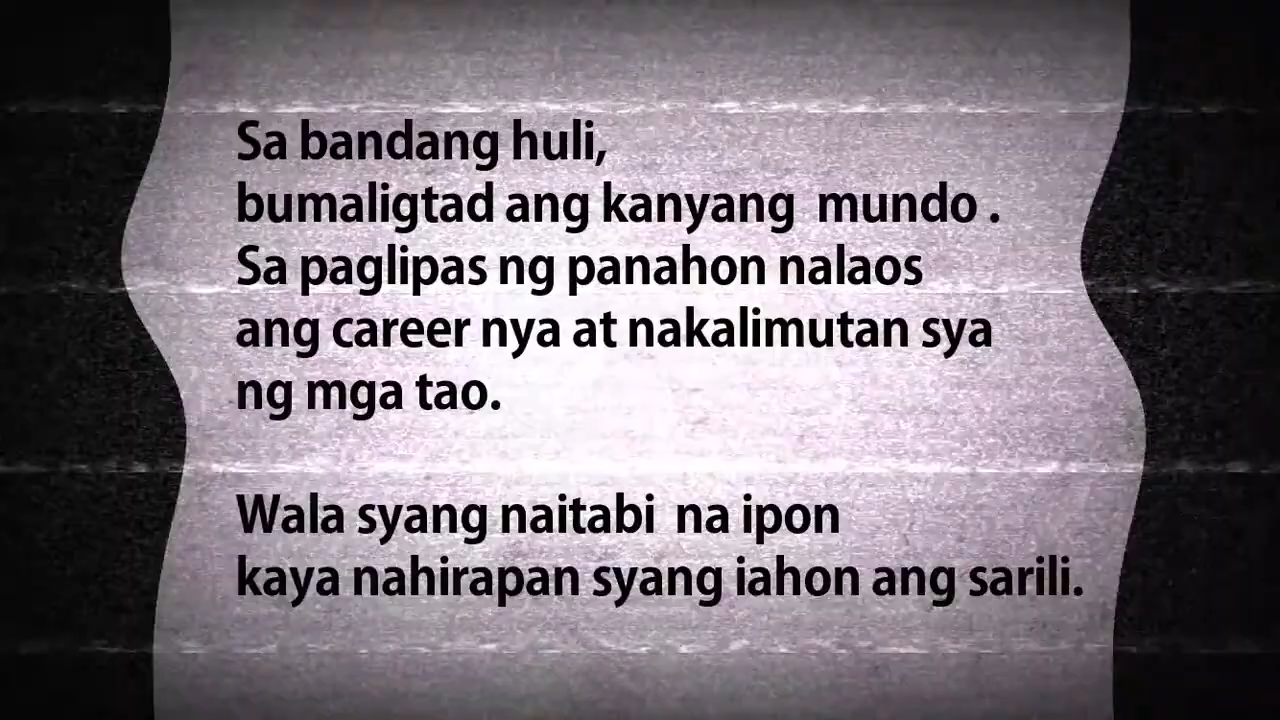 Sa bandang huli,
bumaligtad ang kanyang  mundo .
Sa paglipas ng panahon nalaos
ang career nya at nakalimutan sya
ng mga tao.
Wala syang naitabi  na ipon
kaya nahirapan syang iahon ang sarili.